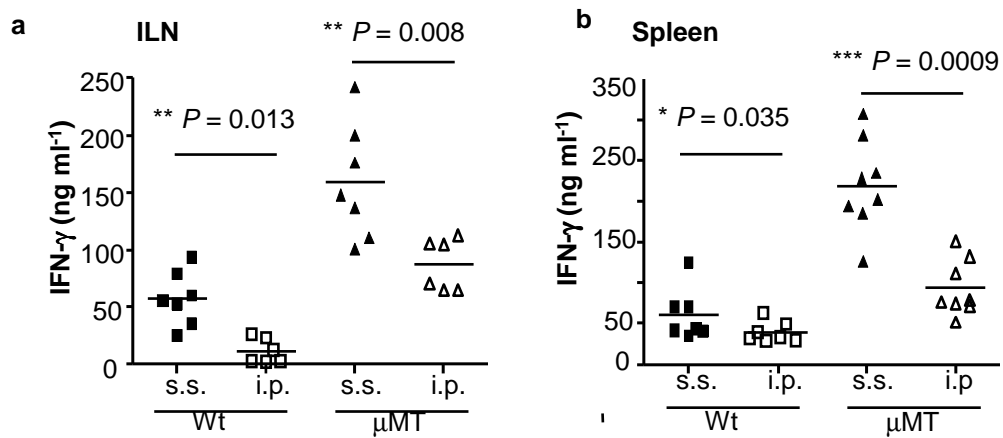 a
ILN
** P = 0.008
** P = 0.013
IFN-γ (ng ml-1)
250
200
150
100
50
0
s.s. i.p. s.s. i.p.
Wt μMT
b
Spleen
*** P = 0.0009
* P = 0.035
IFN-γ (ng ml-1)
350
250
150
50
0
s.s. i.p. s.s. i.p
Wt μMT